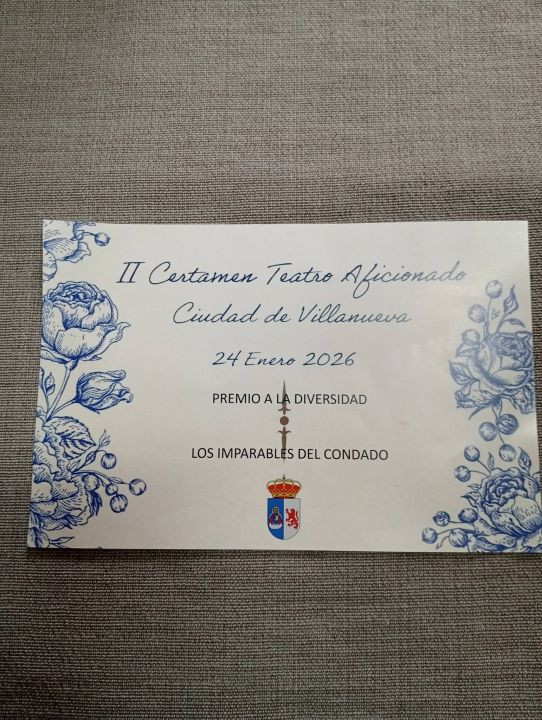 II Certamen Teatro Aficionado
Ciudad de Villanueva
24 Enero 2026
PREMIO A LA DIVERSIDAD
LOS IMPARABLES DEL CONDADO